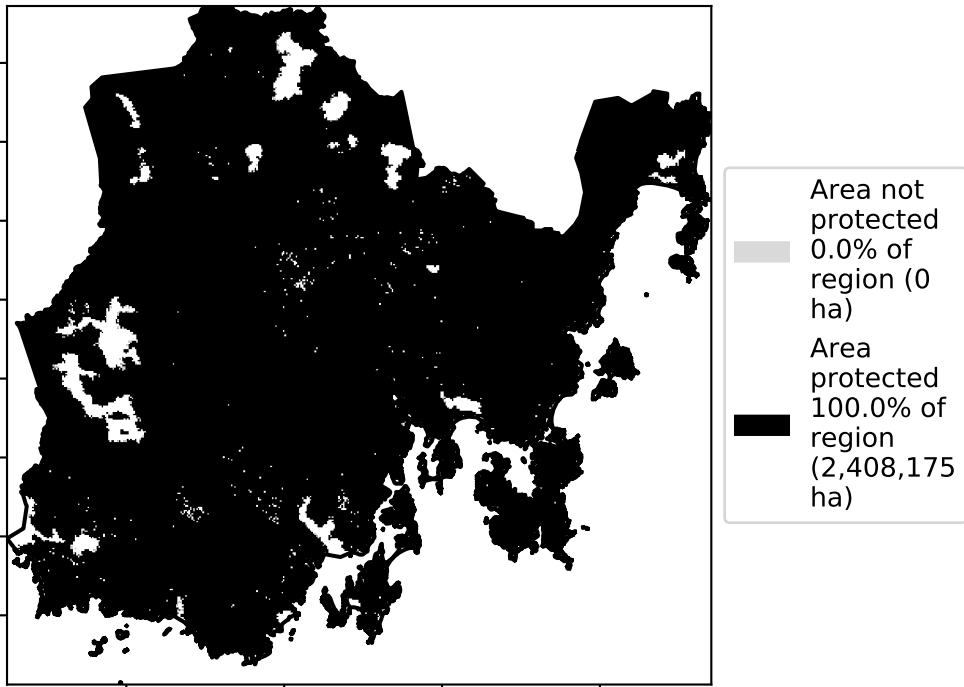 Area not
protected
0.0% of
region (0
ha)
Area
protected
100.0% of
region
(2,408,175
ha)